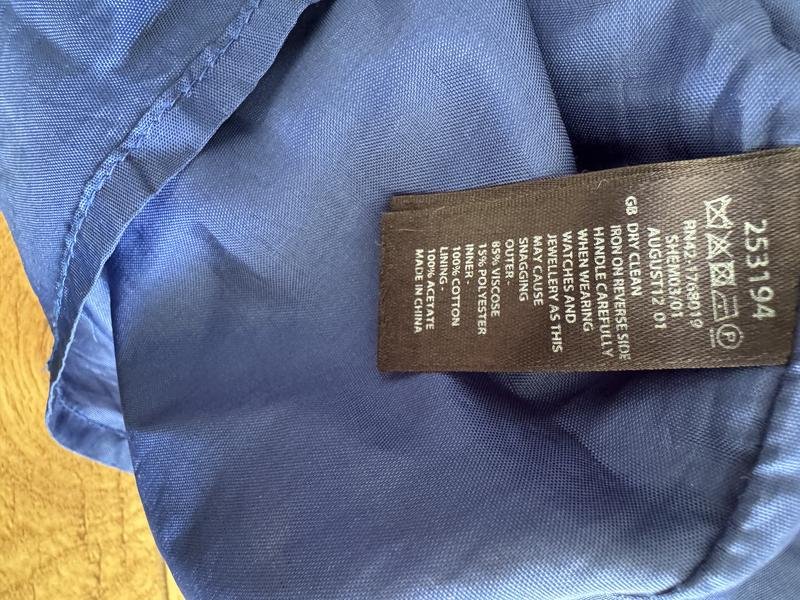 253194
RN42-1768019
SHEM03/01
AUGUST12 01
GB DRY CLEAN
IRON ON REVERSE SIDE
HANDLE CAREFULLY
WHEN WEARING
WATCHES AND
JEWELLERY AS THIS
MAY CAUSE
SNAGGING
OUTER-
85% VISCOSE
15% POLYESTER
INNER -
100% COTTON
LINING -
100% ACETATE
MADE IN CHINA